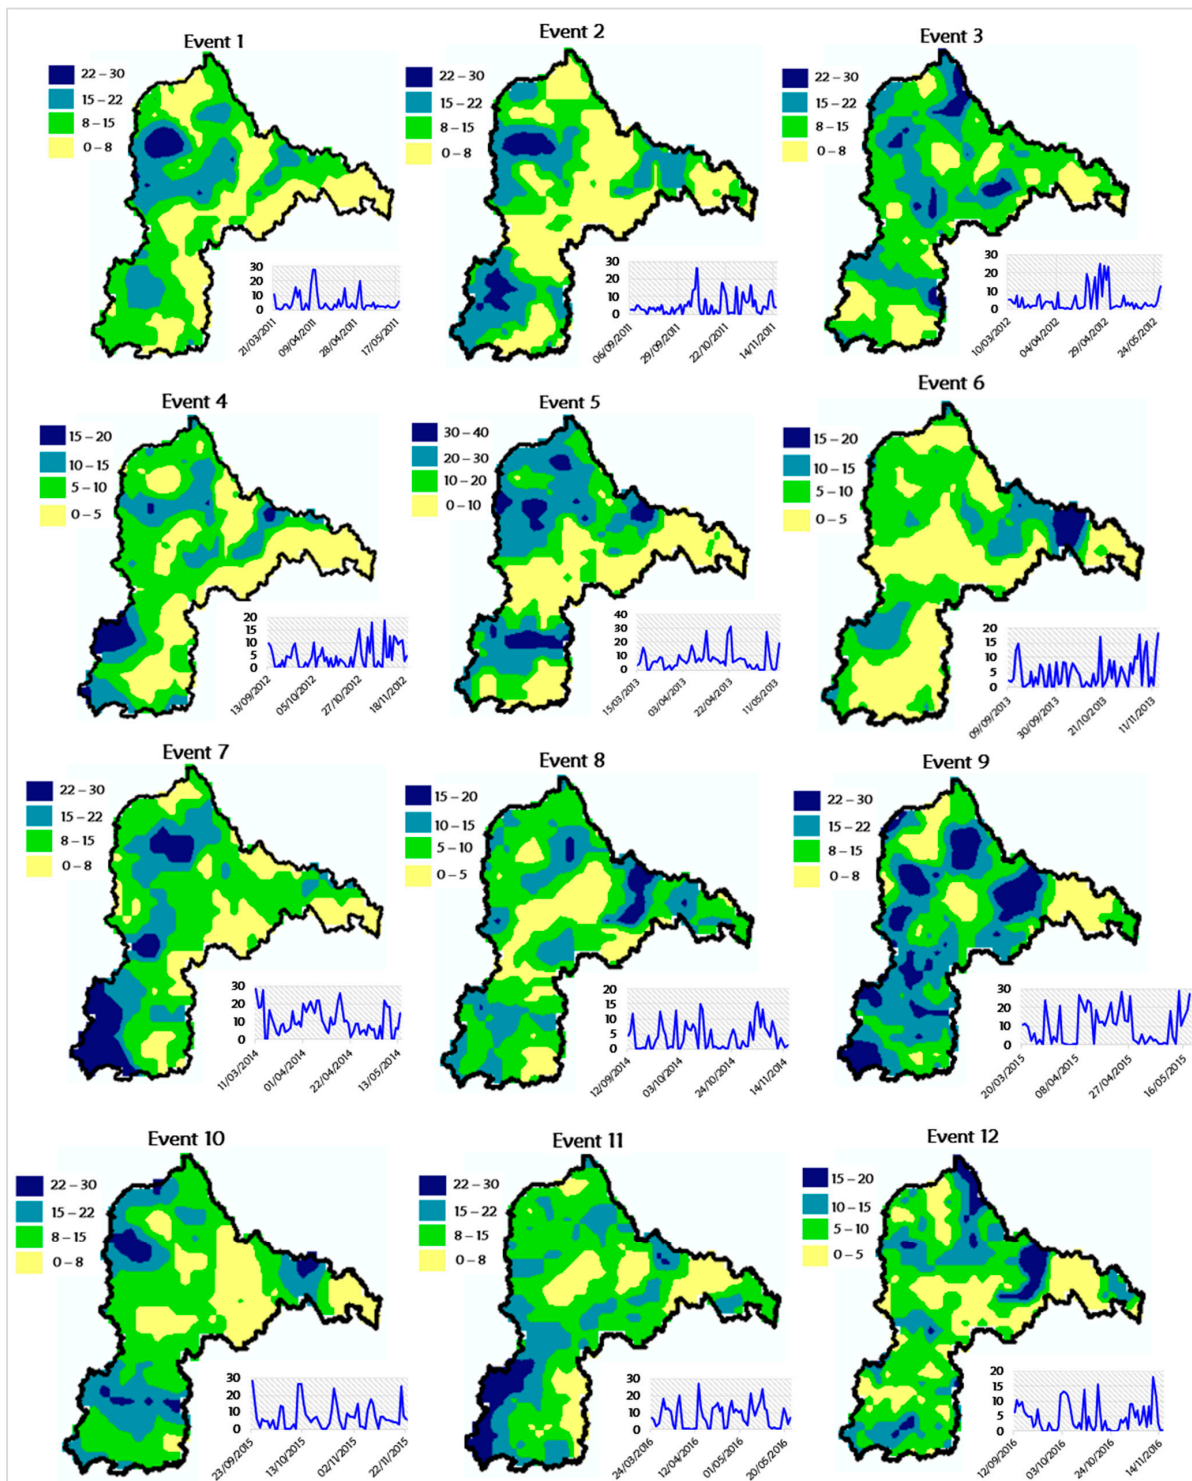 Event 1
22 – 30
15 – 22
8 – 15
0 – 8
30
20
10
0
21/03/2011
09/04/2011
28/04/2011
17/05/2011
Event 2
22 – 30
15 – 22
8 – 15
0 – 8
30
20
10
0
06/09/2011
29/09/2011
22/10/2011
14/11/2011
Event 3
22 – 30
15 – 22
8 – 15
0 – 8
30
20
10
0
10/03/2012
04/04/2012
29/04/2012
24/05/2012
Event 4
15 – 20
10 – 15
5 – 10
0 – 5
20
15
10
5
0
13/09/2012
05/10/2012
27/10/2012
18/11/2012
Event 5
30 – 40
20 – 30
10 – 20
0 – 10
40
30
20
10
0
15/03/2013
03/04/2013
22/04/2013
11/05/2013
Event 6
15 – 20
10 – 15
5 – 10
0 – 5
20
15
10
5
0
09/09/2013
30/09/2013
21/10/2013
11/11/2013
Event 7
22 – 30
15 – 22
8 – 15
0 – 8
30
20
10
0
11/03/2014
01/04/2014
22/04/2014
13/05/2014
Event 8
15 – 20
10 – 15
5 – 10
0 – 5
20
15
10
5
0
12/09/2014
03/10/2014
24/10/2014
14/11/2014
Event 9
22 – 30
15 – 22
8 – 15
0 – 8
30
20
10
0
20/03/2015
08/04/2015
27/04/2015
16/05/2015
Event 10
22 – 30
15 – 22
8 – 15
0 – 8
30
20
10
0
23/09/2015
13/10/2015
02/11/2015
22/11/2015
Event 11
22 – 30
15 – 22
8 – 15
0 – 8
30
20
10
0
24/03/2016
12/04/2016
01/05/2016
20/05/2016
Event 12
15 – 20
10 – 15
5 – 10
0 – 5
20
15
10
5
0
12/09/2016
03/10/2016
24/10/2016
14/11/2016